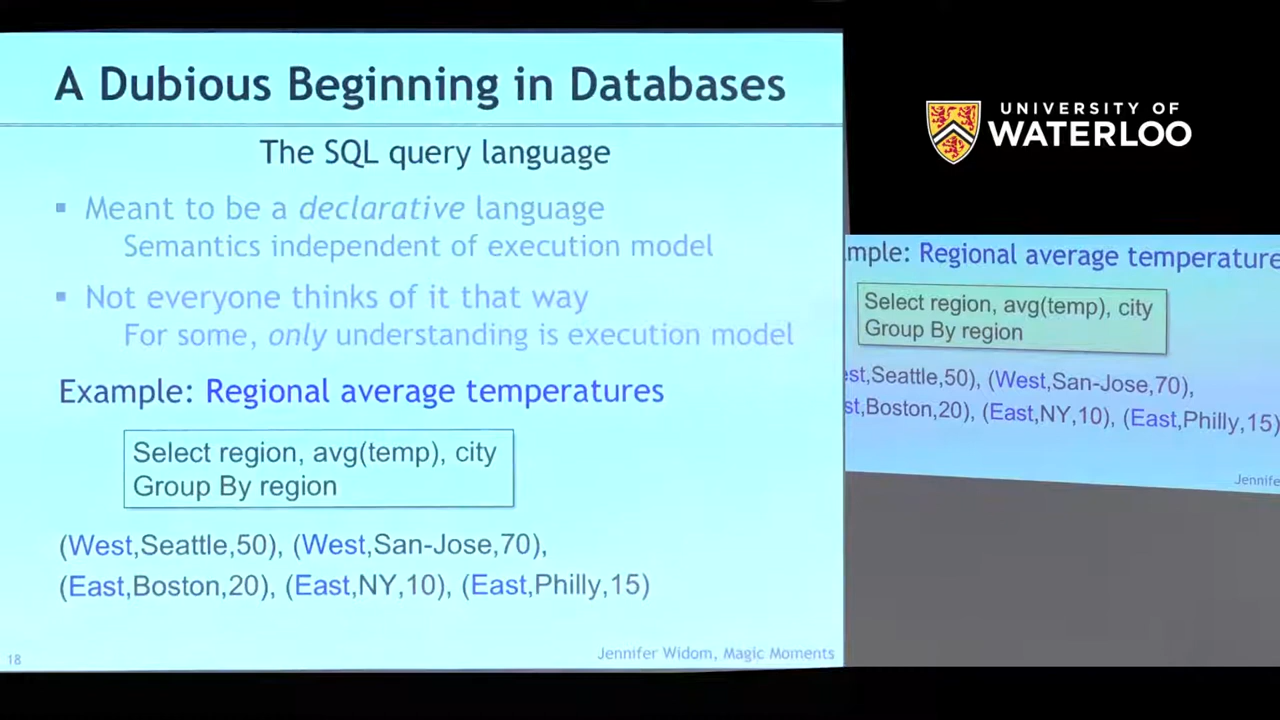 A Dubious Beginning in Databases
The SQL query language
▪ Meant to be a declarative language
Semantics independent of execution model
▪ Not everyone thinks of it that way
For some, only understanding is execution model
Example: Regional average temperatures
Select region, avg(temp), city
Group By region
(West,Seattle,50), (West,San-Jose,70),
(East,Boston,20), (East,NY,10), (East,Philly,15)
18
Jennifer Widom, Magic Moments
UNIVERSITY OF
WATERLOO
mple: Regional average temperature
Select region, avg(temp), city
Group By region
st,Seattle,50), (West,San-Jose,70),
st,Boston,20), (East,NY,10), (East,Philly,15)
Jennife